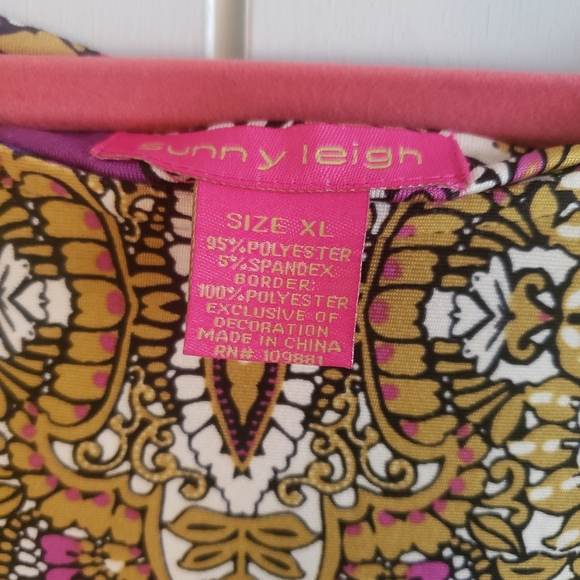 sunny leigh
SIZE XL
95% POLYESTER
5% SPANDEX
BORDER:
100% POLYESTER
EXCLUSIVE OF
DECORATION
MADE IN CHINA
RN# 109881